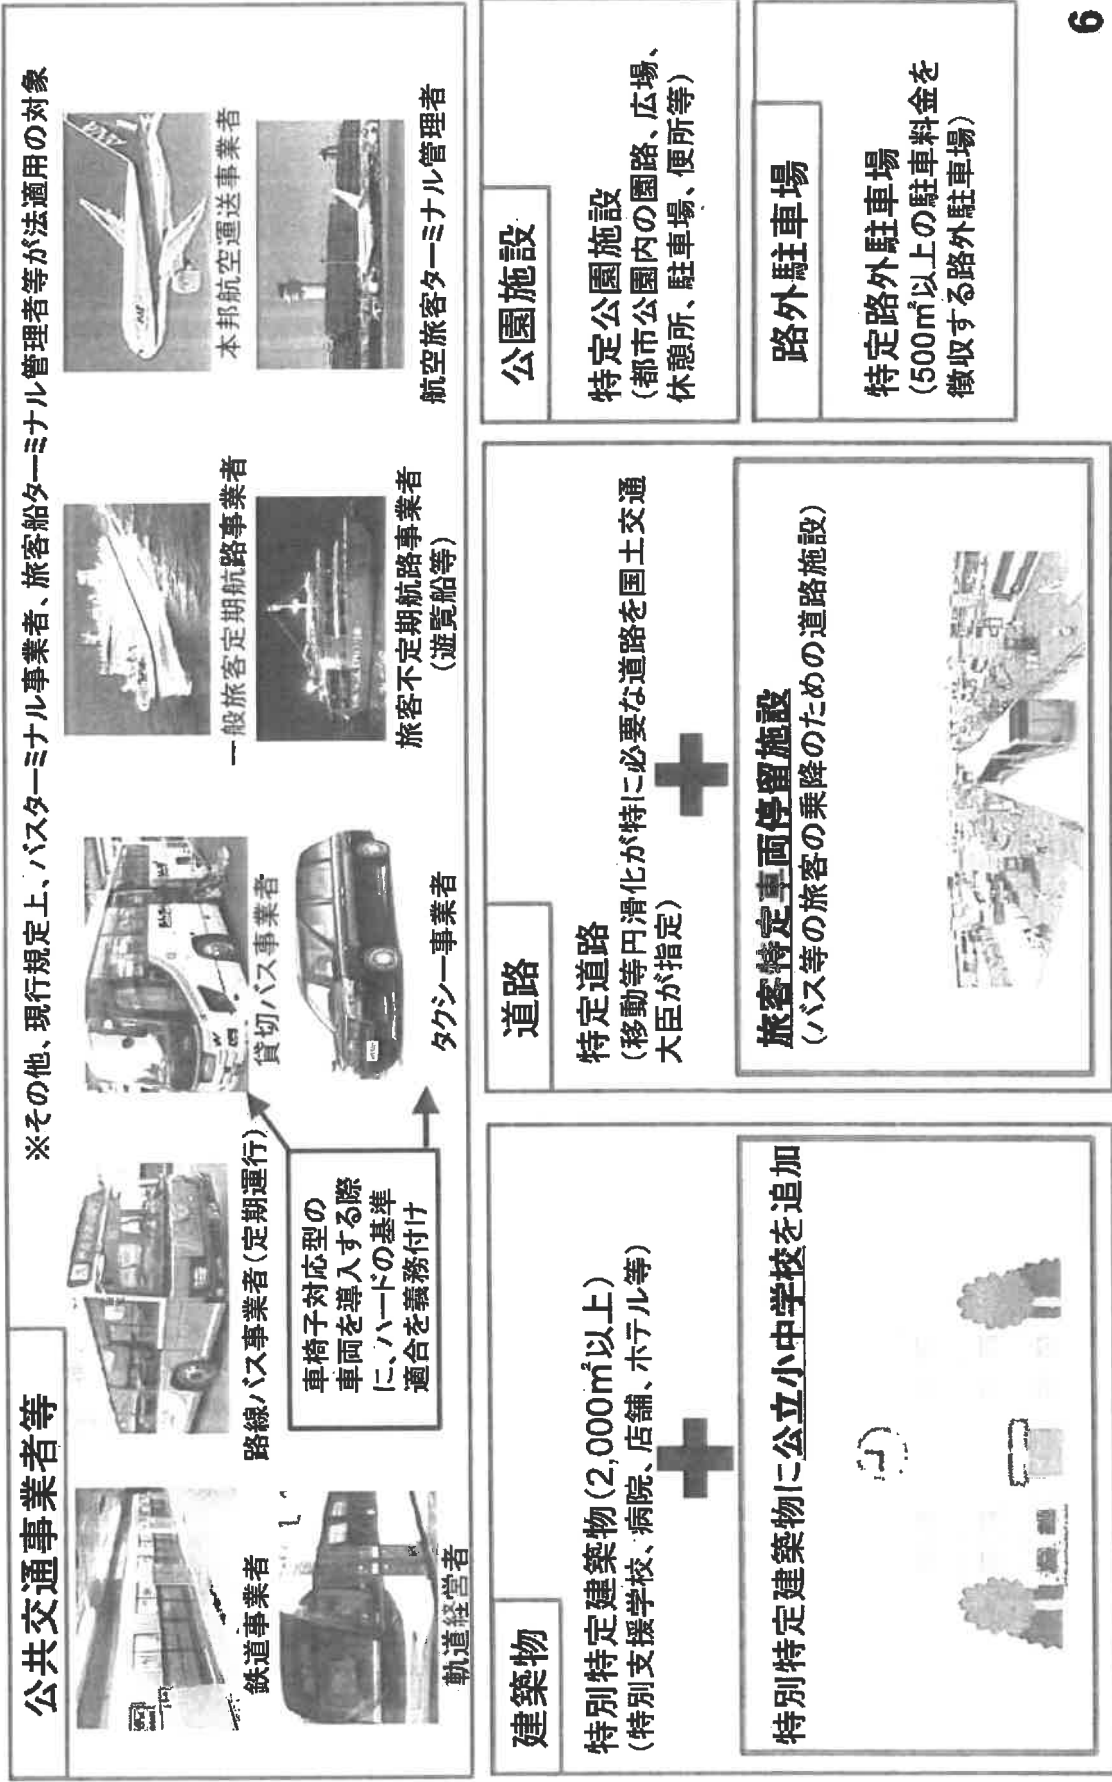 公共交通事業者等
※その他、現行規定上、バスターミナル事業者、旅客船ターミナル管理者等が法適用の対象
鉄道事業者
軌道経営者
路線バス事業者(定期運行)
車椅子対応型の
車両を導入する際
に、ハードの基準
適合を義務付け
貸切バス事業者
タクシー事業者
一般旅客定期航路事業者
旅客不定期航路事業者
(遊覧船等)
本邦航空運送事業者
航空旅客ターミナル管理者
建築物
特別特定建築物(2,000㎡以上)
(特別支援学校、病院、店舗、ホテル等)
特別特定建築物に公立小中学校を追加
道路
特定道路
(移動等円滑化が特に必要な道路を国土交通
大臣が指定)
旅客特定車両停留施設
(バス等の旅客の乗降のための道路施設)
公園施設
特定公園施設
(都市公園内の園路、広場、
休憩所、駐車場、便所等)
路外駐車場
特定路外駐車場
(500㎡以上の駐車料金を
徴収する路外駐車場)
6